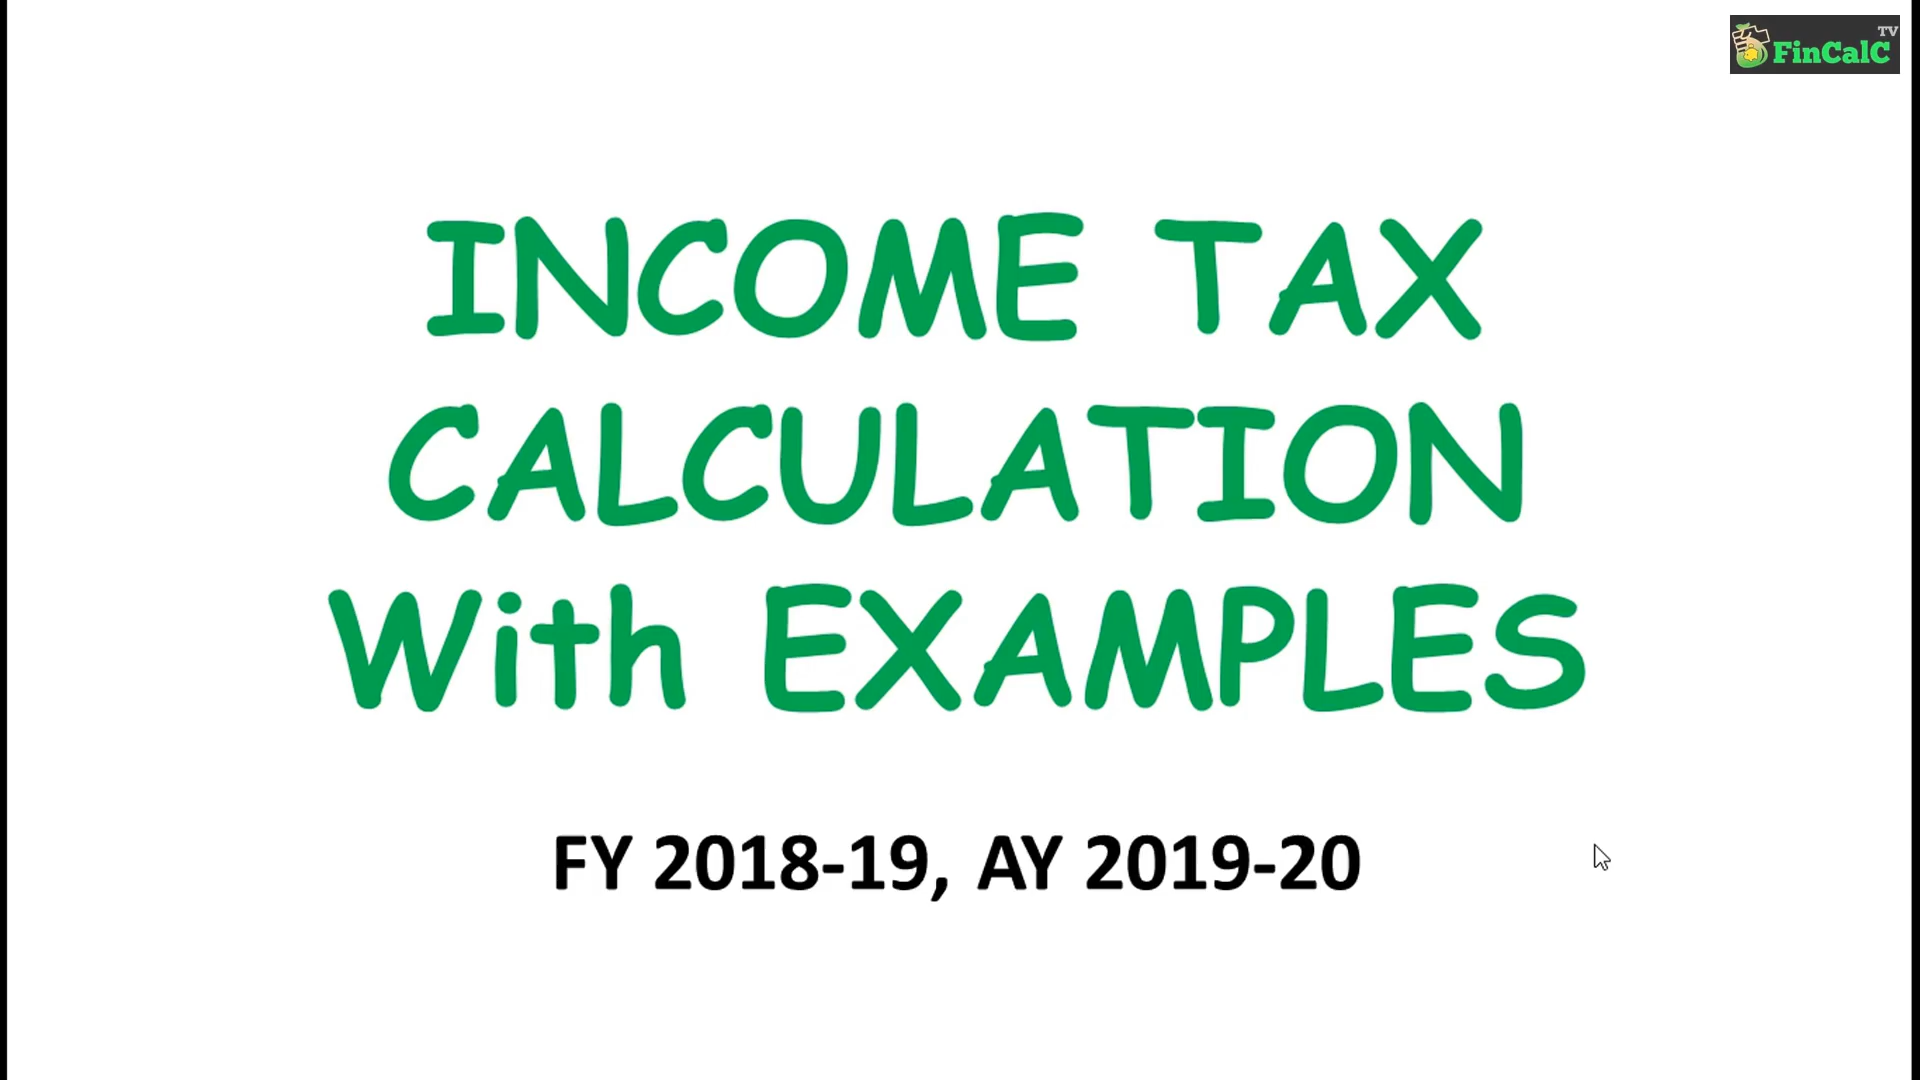 TV
FinCalC
INCOME TAX
CALCULATION
With EXAMPLES
FY 2018-19, AY 2019-20